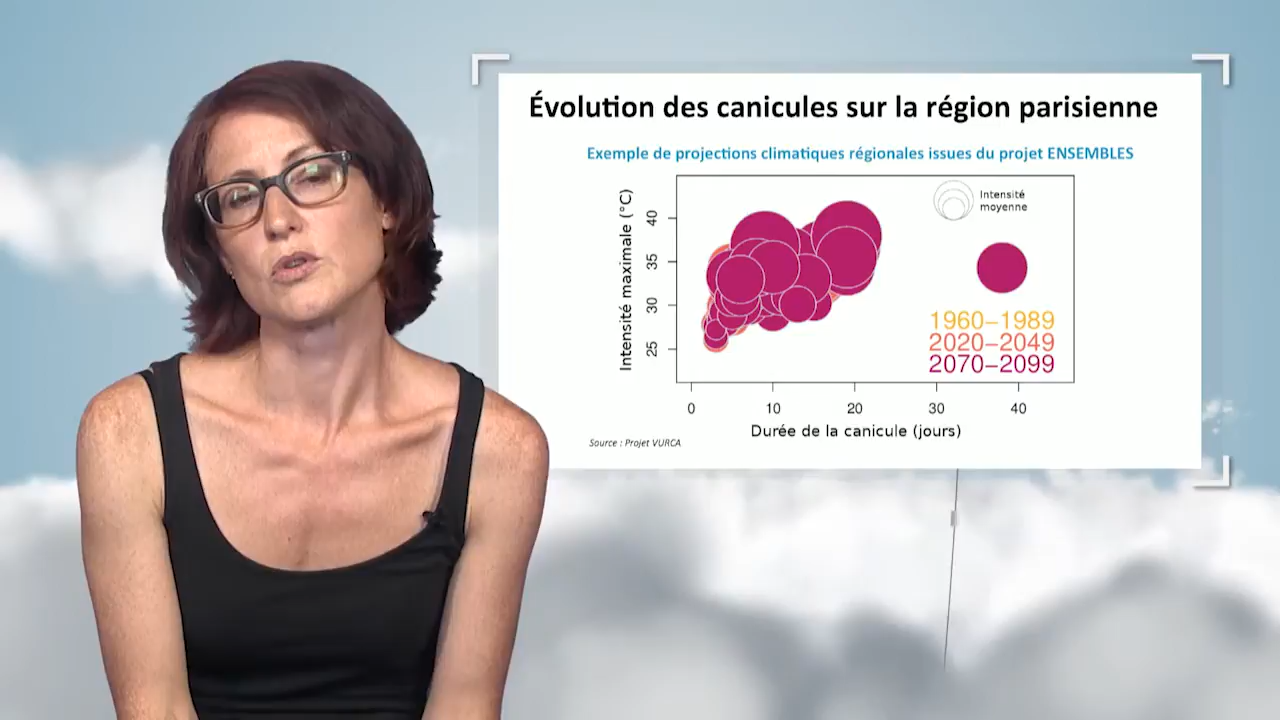 Évolution des canicules sur la région parisienne
Exemple de projections climatiques régionales issues du projet ENSEMBLES
Intensité maximale (°C)
40
35
30
25
Intensité
moyenne
1960–1989
2020–2049
2070–2099
0 10 20 30 40
Durée de la canicule (jours)
Source : Projet VURCA